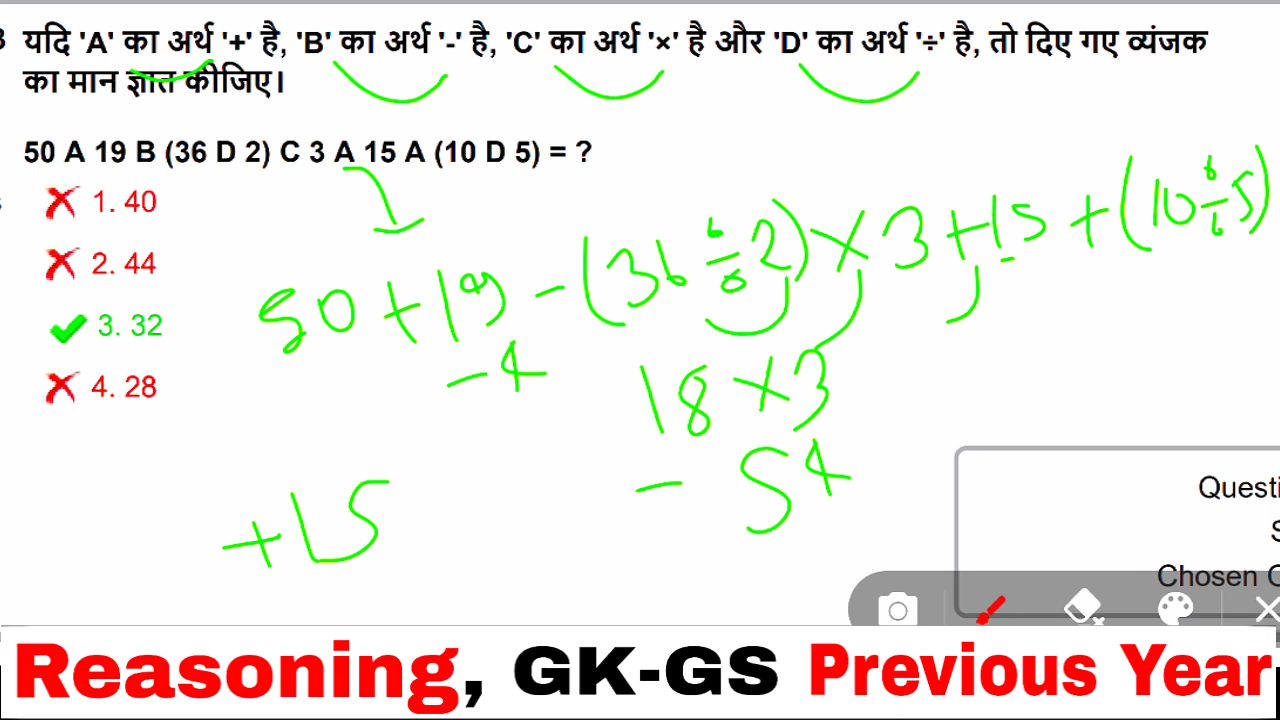 3 यदि 'A' का अर्थ '+' है, 'B' का अर्थ '-' है, 'C' का अर्थ '×' है और 'D' का अर्थ '÷' है, तो दिए गए व्यंजक
का मान ज्ञात कीजिए।
50 A 19 B (36 D 2) C 3 A 15 A (10 D 5) = ?
1. 40
2. 44
3. 32
4. 28
50 + 19 - (36 ÷ 2) × 3 + 15 + (10 ÷ 5)
- 4
18 × 3
- 54
+15
Questi
Chosen
Reasoning, GK-GS Previous Year